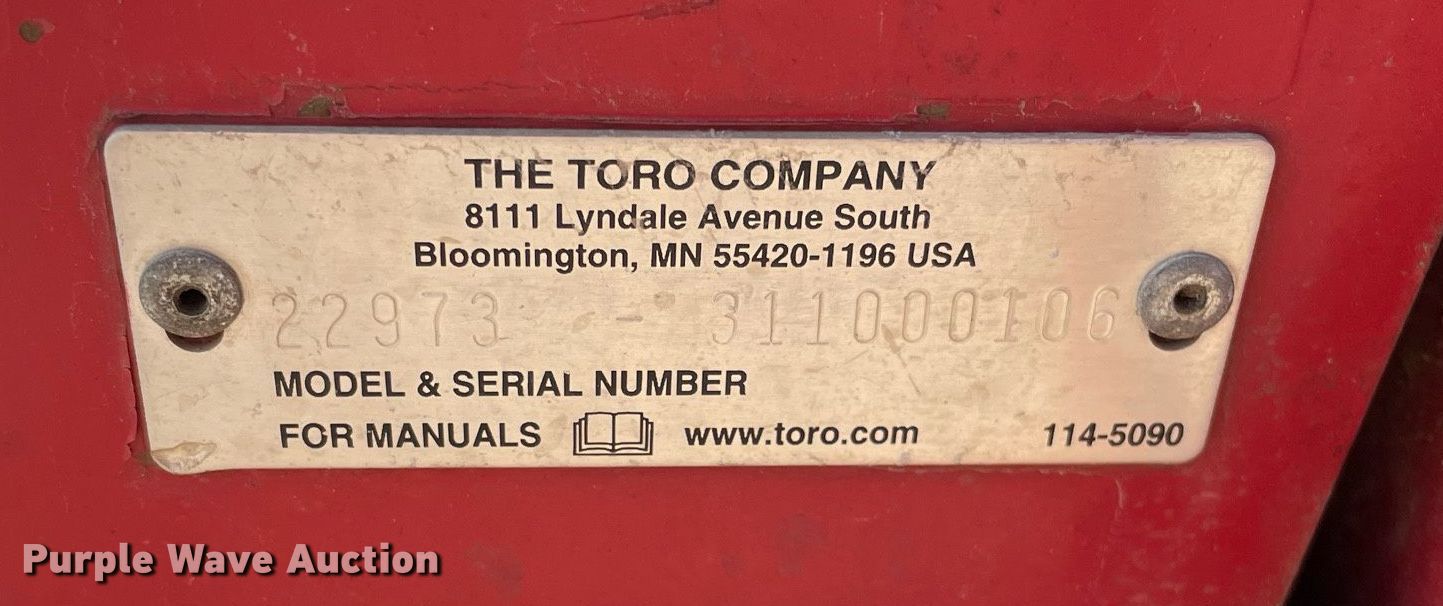 THE TORO COMPANY
8111 Lyndale Avenue South
Bloomington, MN 55420-1196 USA
22973 - 311000106
MODEL & SERIAL NUMBER
FOR MANUALS www.toro.com 114-5090
Purple Wave Auction